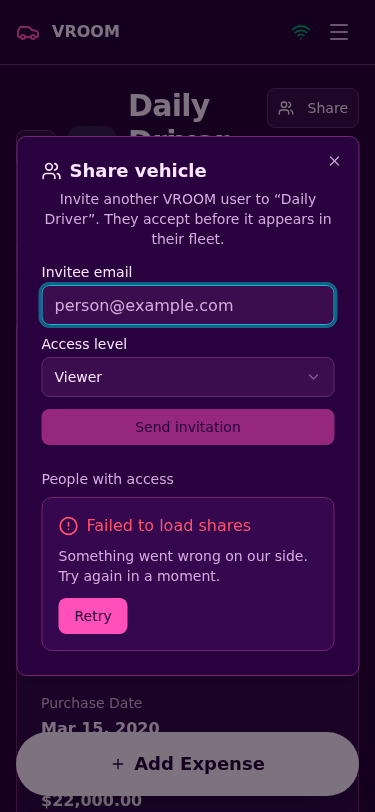 VROOM
Daily
Share
Driver
Share vehicle
Invite another VROOM user to “Daily
Driver”. They accept before it appears in
their fleet.
Invitee email
person@example.com
Access level
Viewer
Send invitation
People with access
Failed to load shares
Something went wrong on our side.
Try again in a moment.
Retry
Purchase Date
Mar 15, 2020
+ Add Expense
$22,000.00